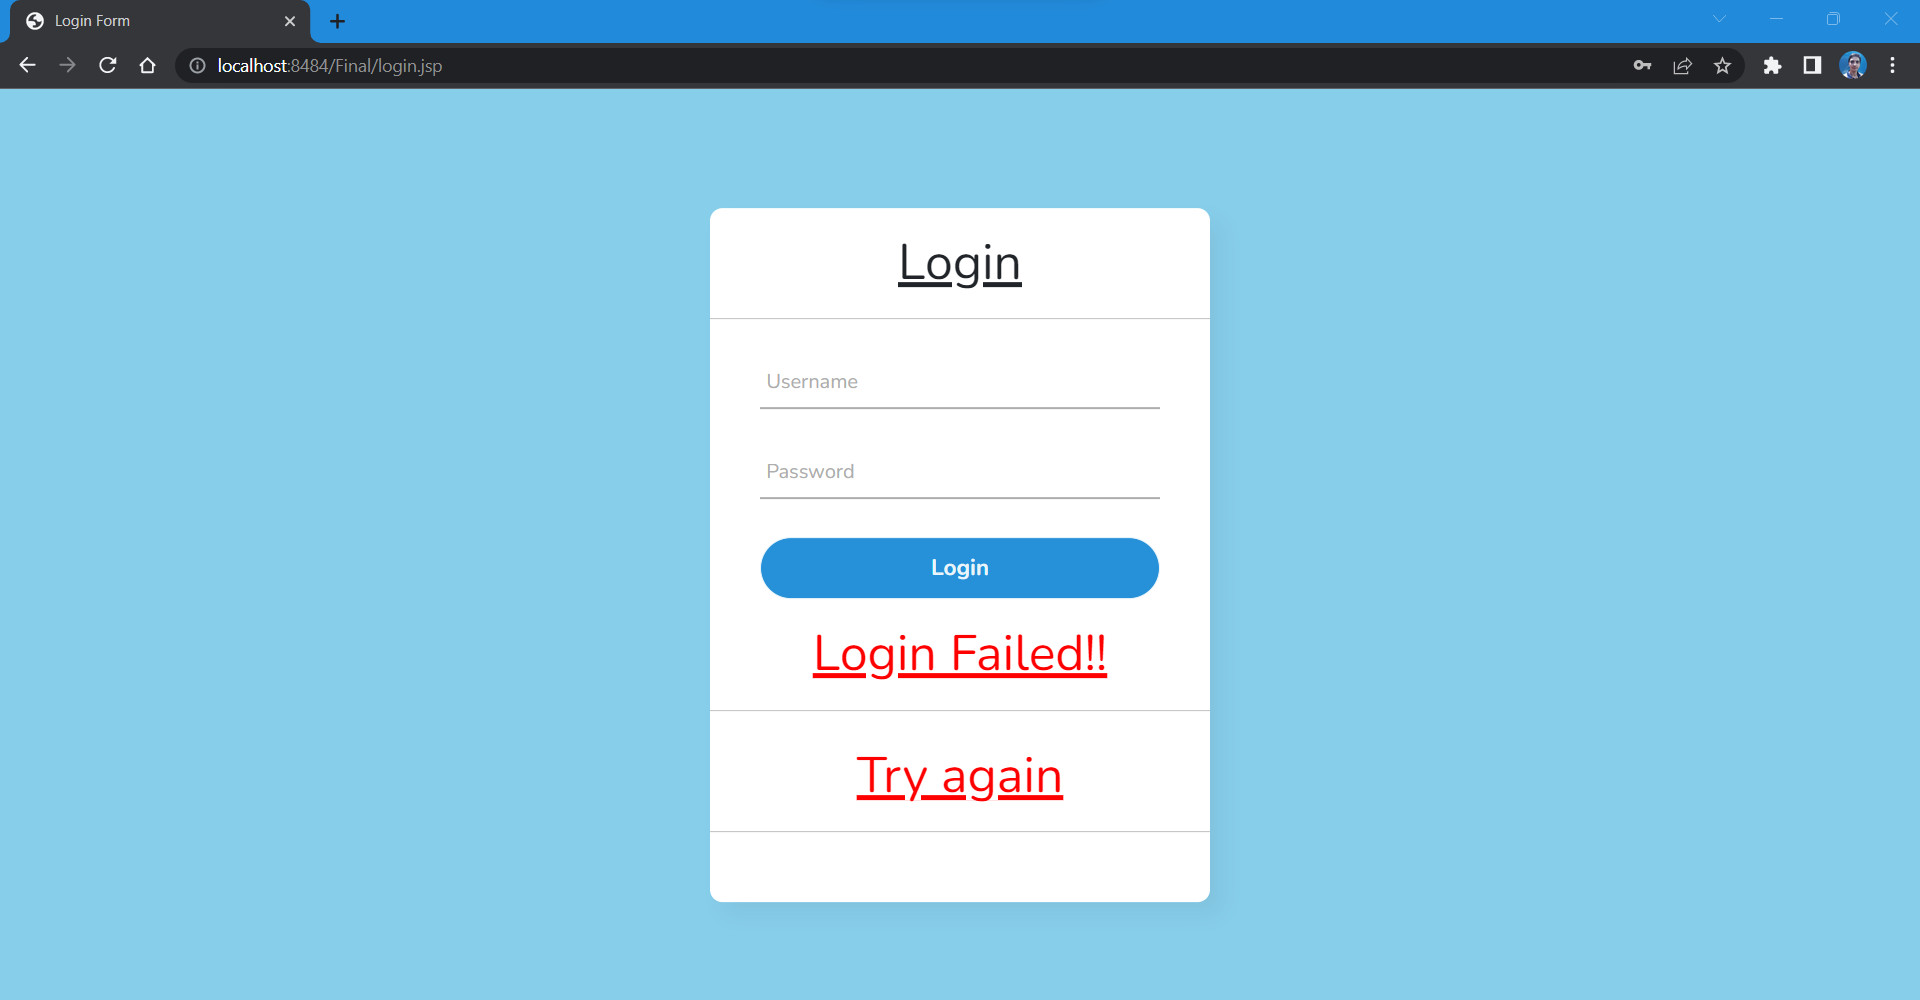 Login Form
localhost:8484/Final/login.jsp
Login
Username
Password
Login
Login Failed!!
Try again